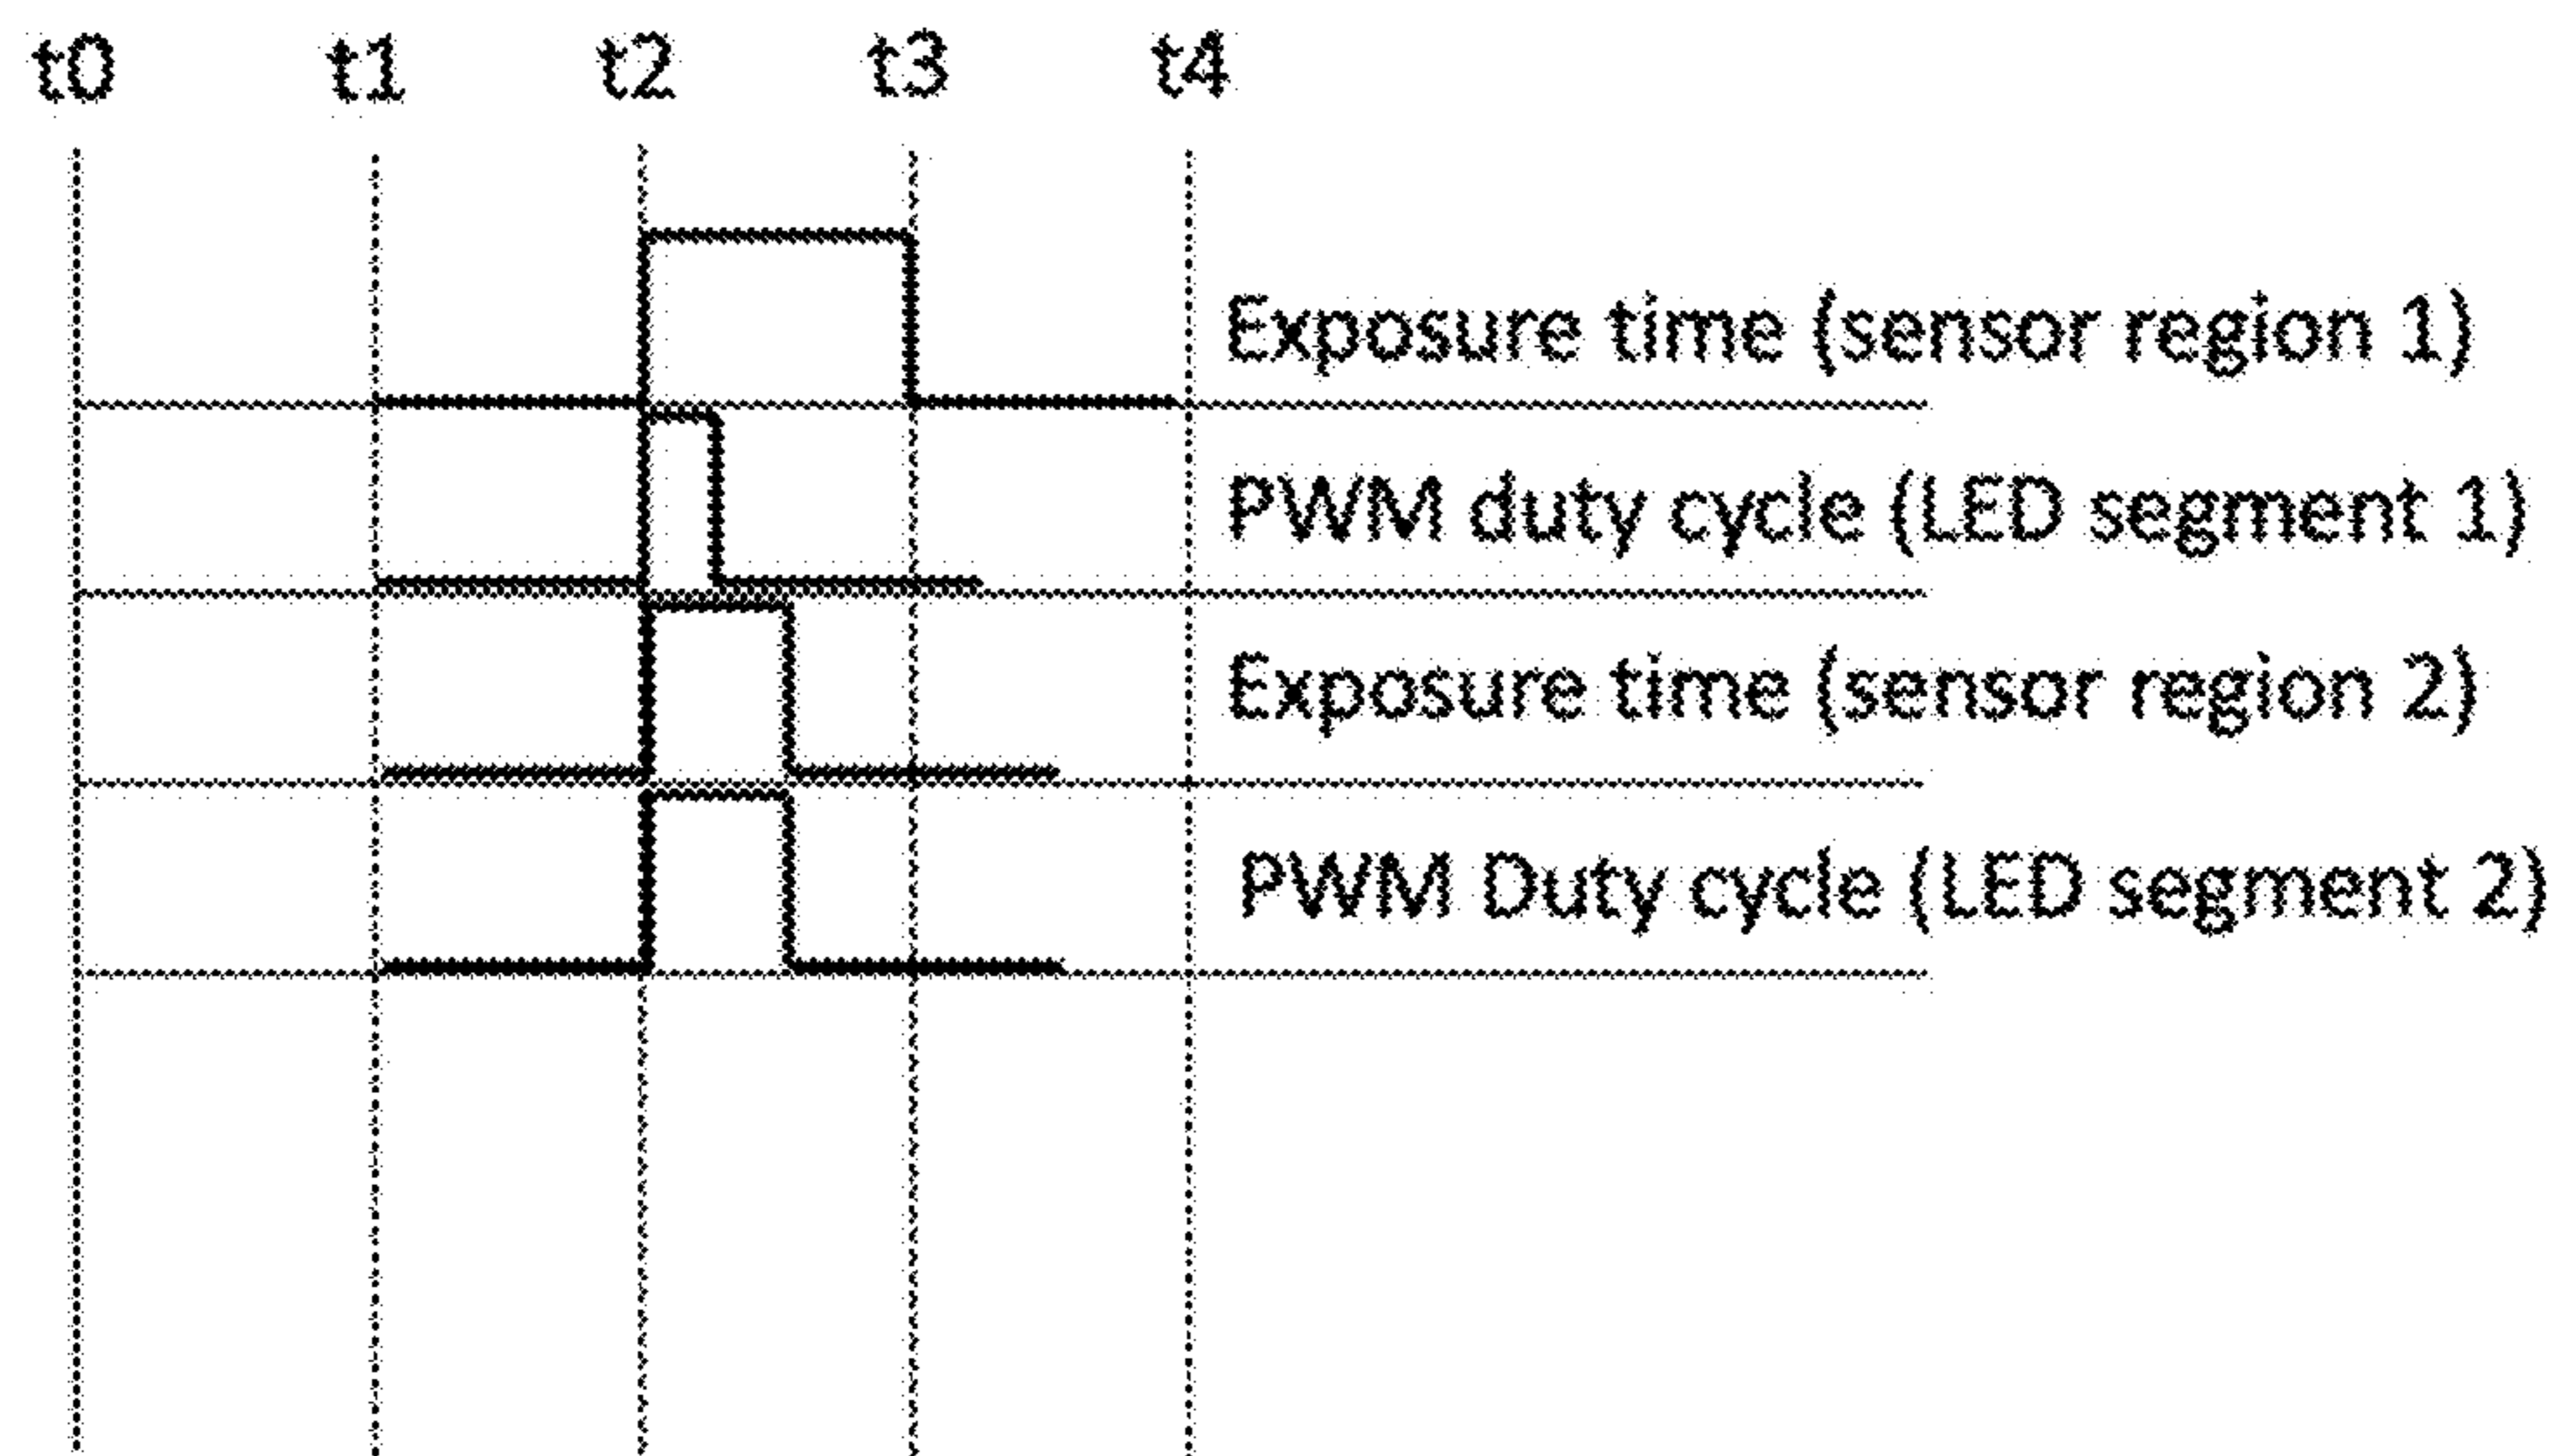 t0 t1 t2 t3 t4
Exposure time (sensor region 1)
PWM duty cycle (LED segment 1)
Exposure time (sensor region 2)
PWM Duty cycle (LED segment 2)